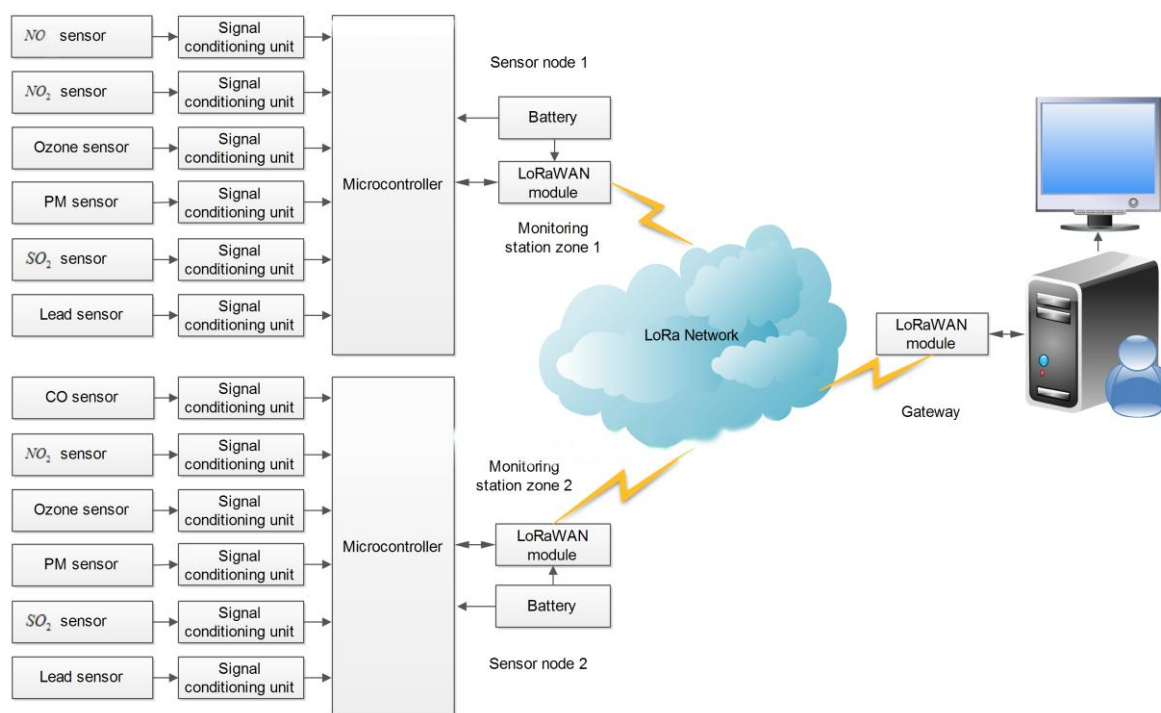 NO sensor
Signal
conditioning unit
NO₂ sensor
Signal
conditioning unit
Ozone sensor
Signal
conditioning unit
PM sensor
Signal
conditioning unit
SO₂ sensor
Signal
conditioning unit
Lead sensor
Signal
conditioning unit
Microcontroller
Sensor node 1
Battery
LoRaWAN
module
Monitoring
station zone 1
LoRa Network
LoRaWAN
module
Gateway
CO sensor
Signal
conditioning unit
NO₂ sensor
Signal
conditioning unit
Ozone sensor
Signal
conditioning unit
PM sensor
Signal
conditioning unit
SO₂ sensor
Signal
conditioning unit
Lead sensor
Signal
conditioning unit
Microcontroller
Monitoring
station zone 2
LoRaWAN
module
Battery
Sensor node 2